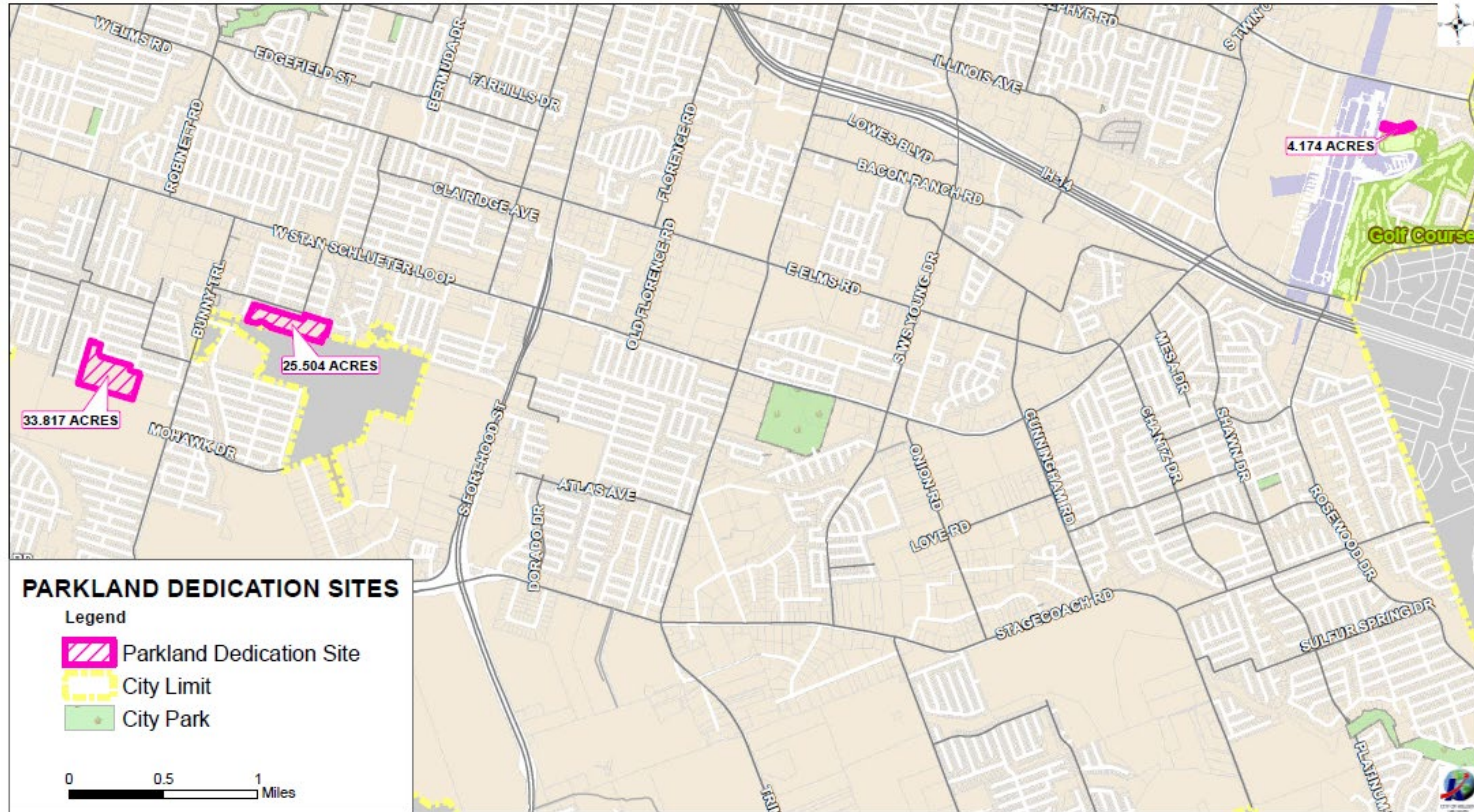 W ELMS RD
EDGEFIELD ST
BERMUDA DR
FARHILLS DR
ROBINETT RD
FLORENCE RD
ILLINOIS AVE
LOWES BLVD
BACON RANCH RD
IH-14
4.174 ACRES
Golf Course
CLAIRIDGE AVE
W STAN SCHLUETER LOOP
BUNNY TRL
OLD FLORENCE RD
E ELMS RD
S WS YOUNG DR
25.504 ACRES
33.817 ACRES
MOHAWK DR
S FORT HOOD ST
MESA DR
CHANTZ DR
SHAWN DR
CUNNINGHAM RD
ONION RD
ATLAS AVE
DORADO DR
LOVE RD
ROSEWOOD DR
STAGECOACH RD
SULFUR SPRING DR
PLATINUM
PARKLAND DEDICATION SITES
Legend
Parkland Dedication Site
City Limit
City Park
0 0.5 1
Miles